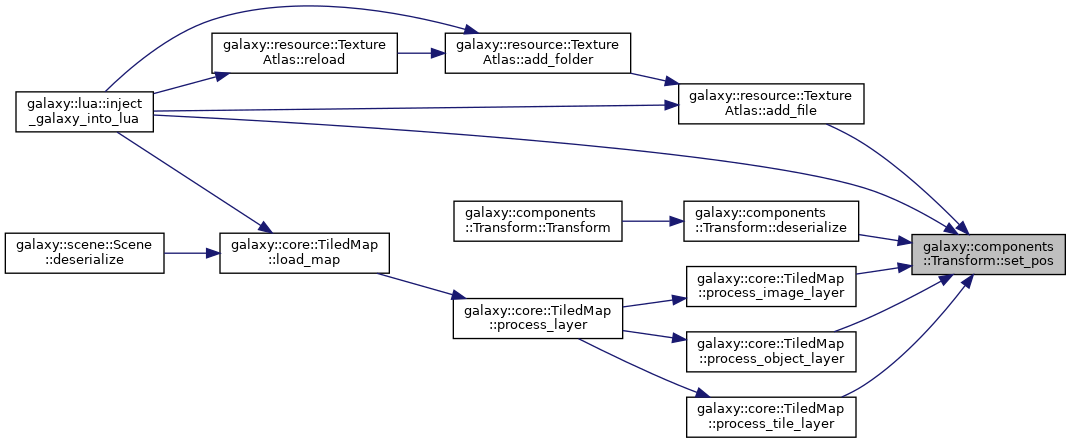 galaxy::resource::Texture
Atlas::reload
galaxy::resource::Texture
Atlas::add_folder
galaxy::lua::inject
_galaxy_into_lua
galaxy::resource::Texture
Atlas::add_file
galaxy::components
::Transform::Transform
galaxy::components
::Transform::deserialize
galaxy::scene::Scene
::deserialize
galaxy::core::TiledMap
::load_map
galaxy::components
::Transform::set_pos
galaxy::core::TiledMap
::process_image_layer
galaxy::core::TiledMap
::process_layer
galaxy::core::TiledMap
::process_object_layer
galaxy::core::TiledMap
::process_tile_layer